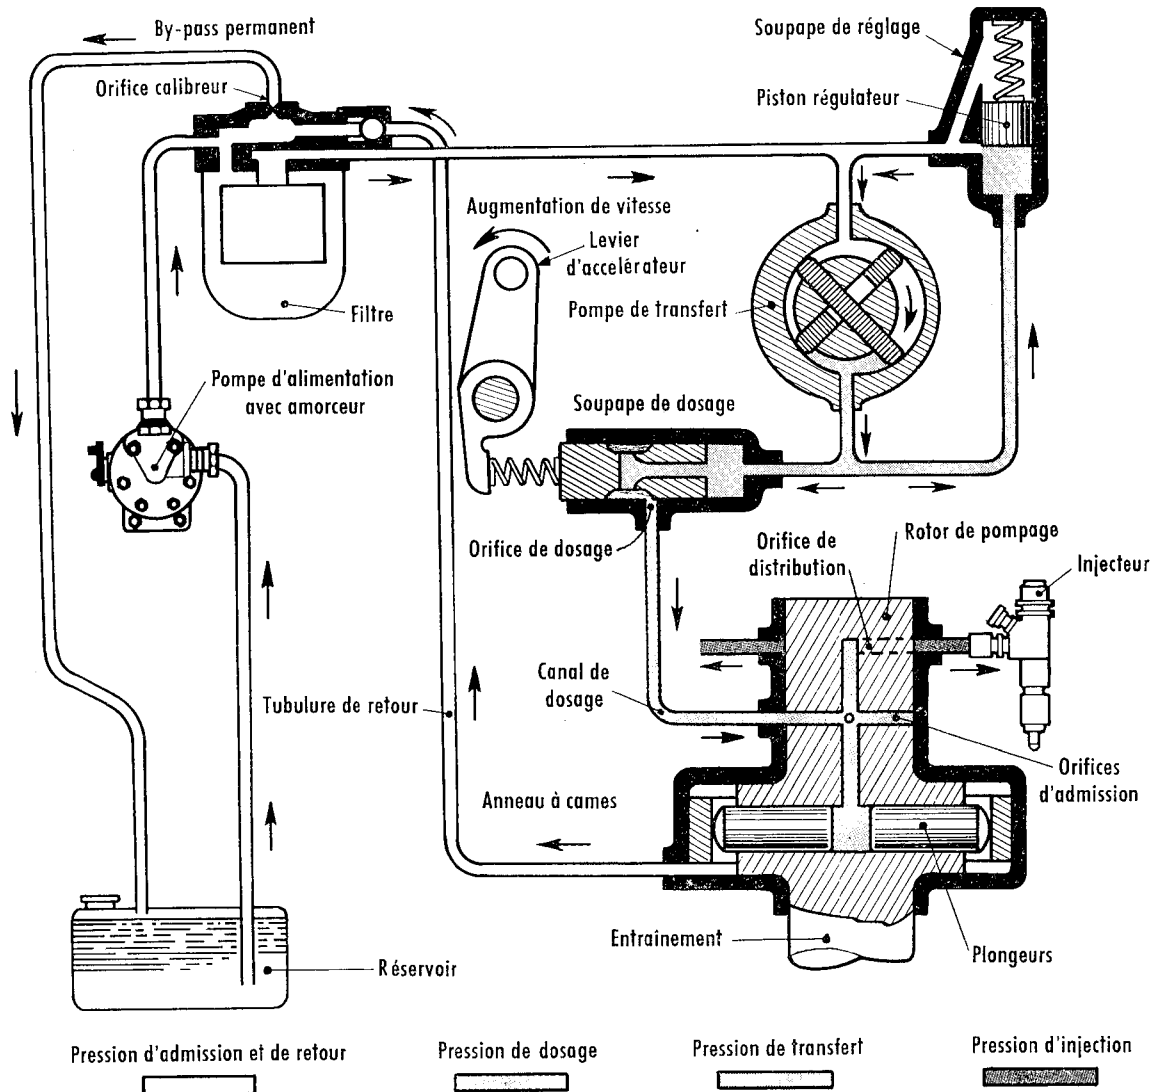 By-pass permanent
Soupape de réglage
Orifice calibreur
Piston régulateur
Augmentation de vitesse
Levier
d'accelérateur
Filtre
Pompe de transfert
Pompe d'alimentation
avec amorceur
Soupape de dosage
Orifice de dosage
Orifice de
distribution
Rotor de pompage
Injecteur
Canal de
dosage
Tubulure de retour
Orifices
d'admission
Anneau à cames
Entraînement
Plongeurs
Réservoir
Pression d'admission et de retour
Pression de dosage
Pression de transfert
Pression d'injection